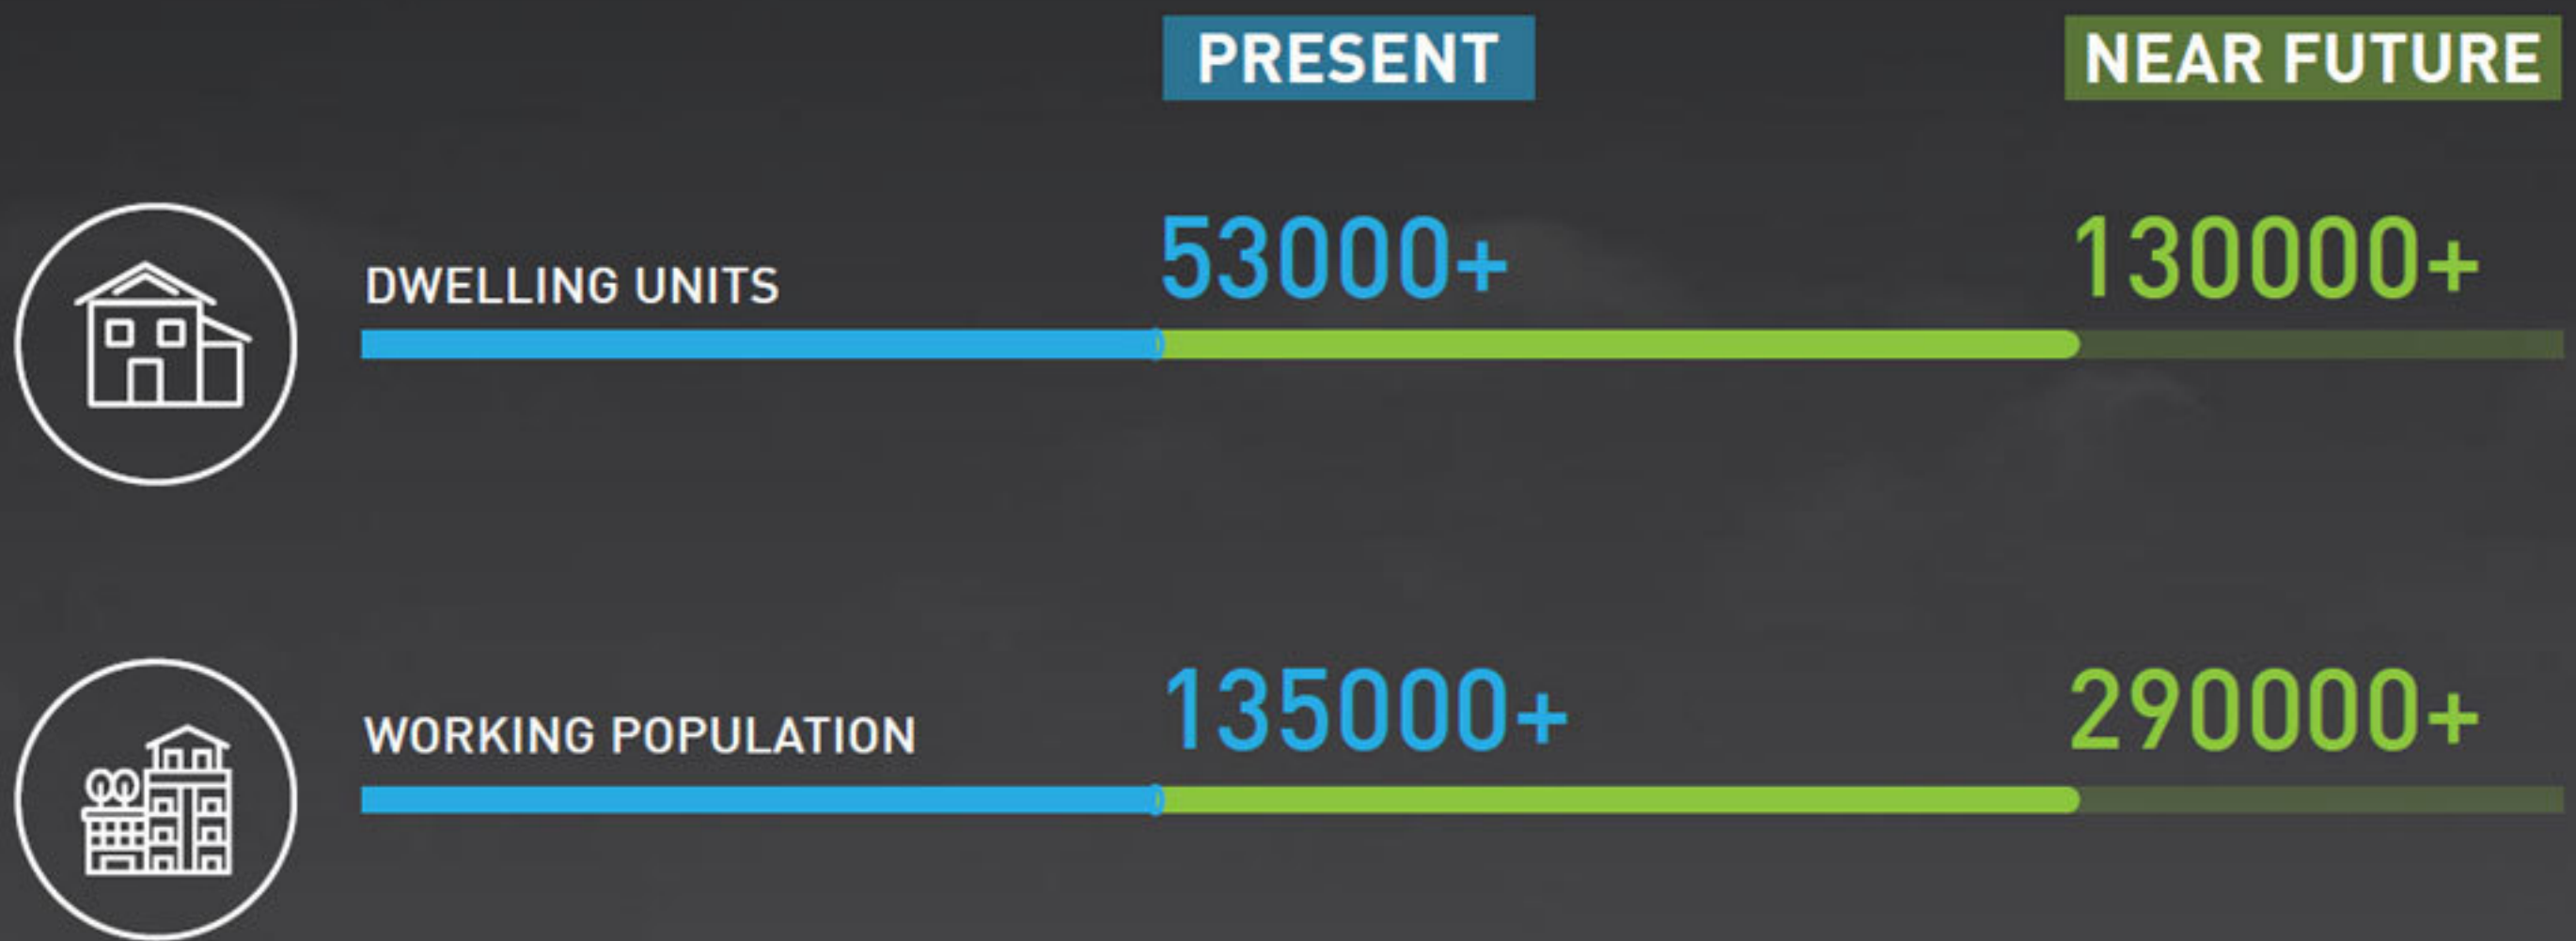 PRESENT
NEAR FUTURE
DWELLING UNITS
53000+
130000+
WORKING POPULATION
135000+
290000+